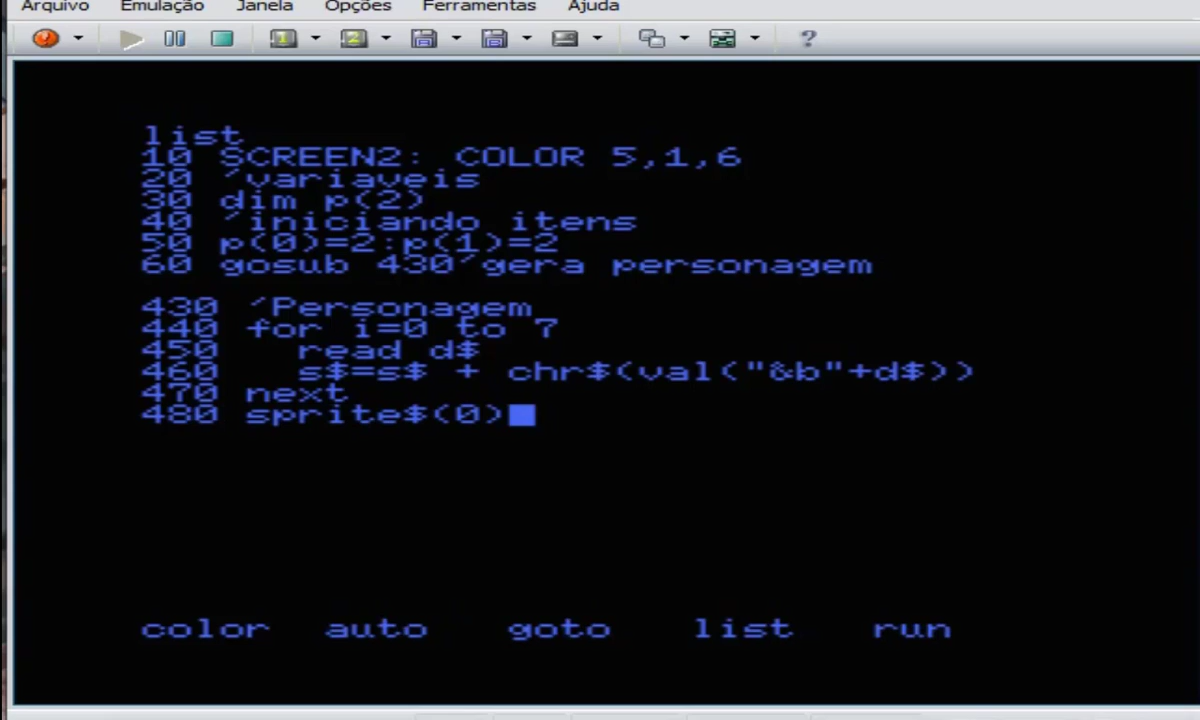 Arquivo Emulação Janela Opções Ferramentas Ajuda
1 2 ?
list
10 SCREEN2: COLOR 5,1,6
20 'variaveis
30 dim p(2)
40 'iniciando itens
50 p(0)=2:p(1)=2
60 gosub 430'gera personagem
430 'Personagem
440 for i=0 to 7
450 read d$
460 s$=s$ + chr$(val("&b"+d$))
470 next
480 sprite$(0)
color auto goto list run